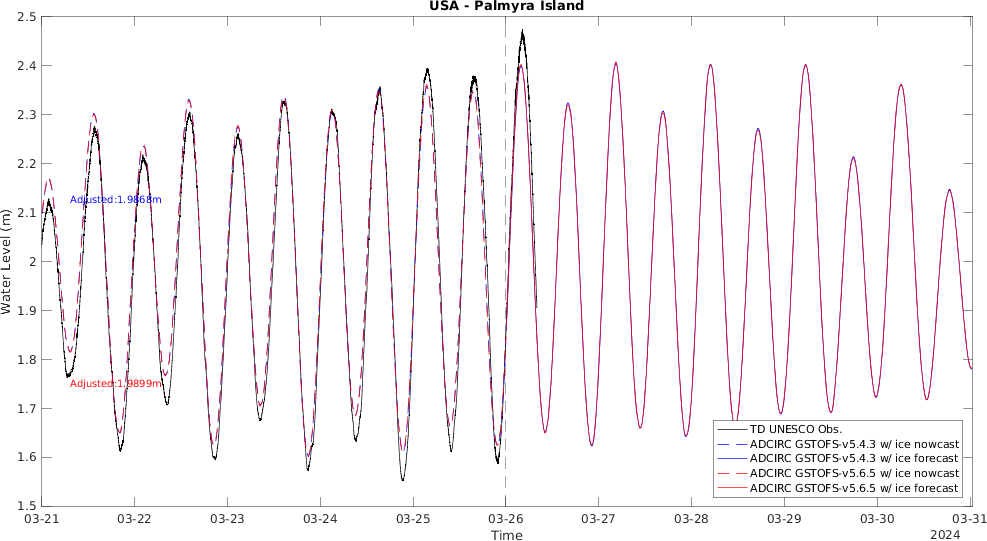 USA - Palmyra Island
2.5
2.4
2.3
2.2
2.1
2
1.9
1.8
1.7
1.6
1.5
Water Level (m)
Adjusted:1.9868m
Adjusted:1.9899m
TD UNESCO Obs.
ADCIRC GSTOFS-v5.4.3 w/ ice nowcast
ADCIRC GSTOFS-v5.4.3 w/ ice forecast
ADCIRC GSTOFS-v5.6.5 w/ ice nowcast
ADCIRC GSTOFS-v5.6.5 w/ ice forecast
03-21 03-22 03-23 03-24 03-25 03-26 03-27 03-28 03-29 03-30 03-31
Time
2024